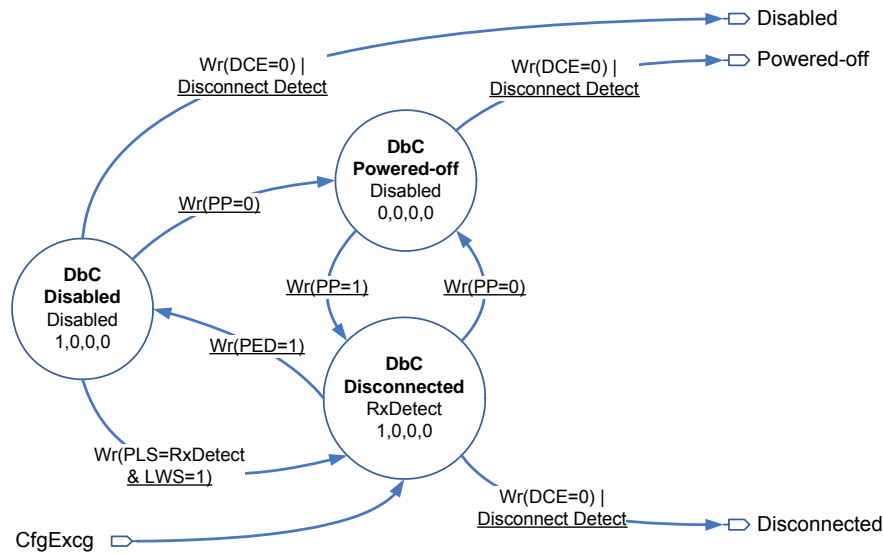 Disabled
Wr(DCE=0) |
Disconnect Detect
Powered-off
Wr(DCE=0) |
Disconnect Detect
DbC
Powered-off
Disabled
0,0,0,0
Wr(PP=0)
DbC
Disabled
Disabled
1,0,0,0
Wr(PP=1)
Wr(PP=0)
Wr(PED=1)
DbC
Disconnected
RxDetect
1,0,0,0
Wr(PLS=RxDetect
& LWS=1)
Wr(DCE=0) |
Disconnect Detect
Disconnected
CfgExcg